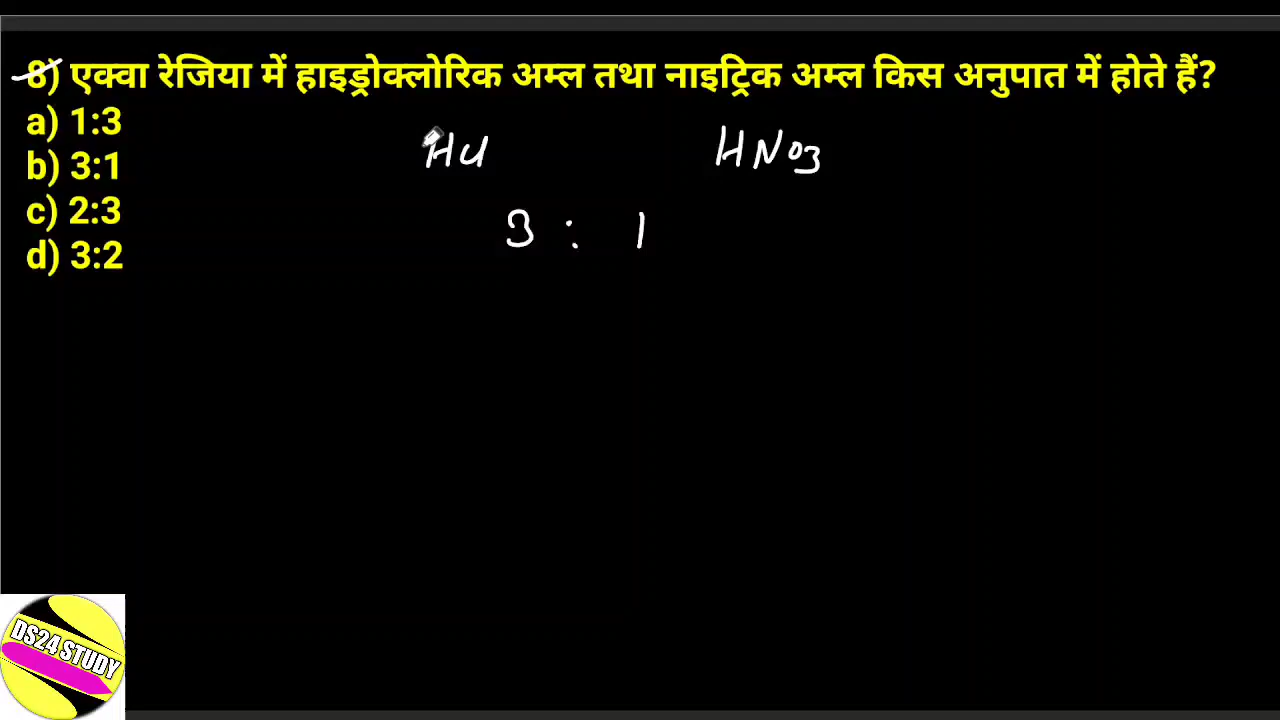 8) एक्वा रेजिया में हाइड्रोक्लोरिक अम्ल तथा नाइट्रिक अम्ल किस अनुपात में होते हैं?
a) 1:3
b) 3:1
c) 2:3
d) 3:2
HCl HNO3
3 : 1
DS24 STUDY